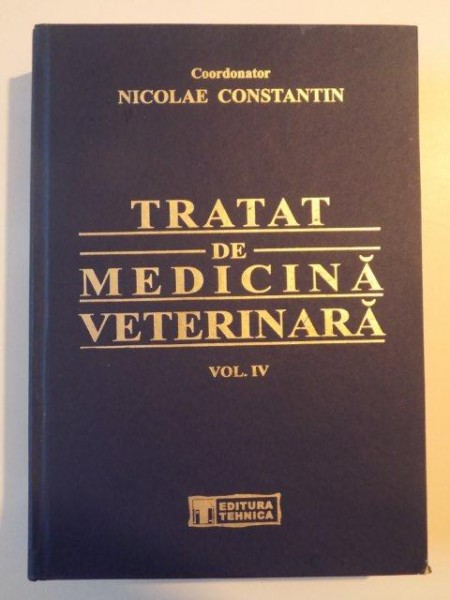 Coordonator
NICOLAE CONSTANTIN
TRATAT
DE
MEDICINĂ
VETERINARĂ
VOL. IV
EDITURA
TEHNICA